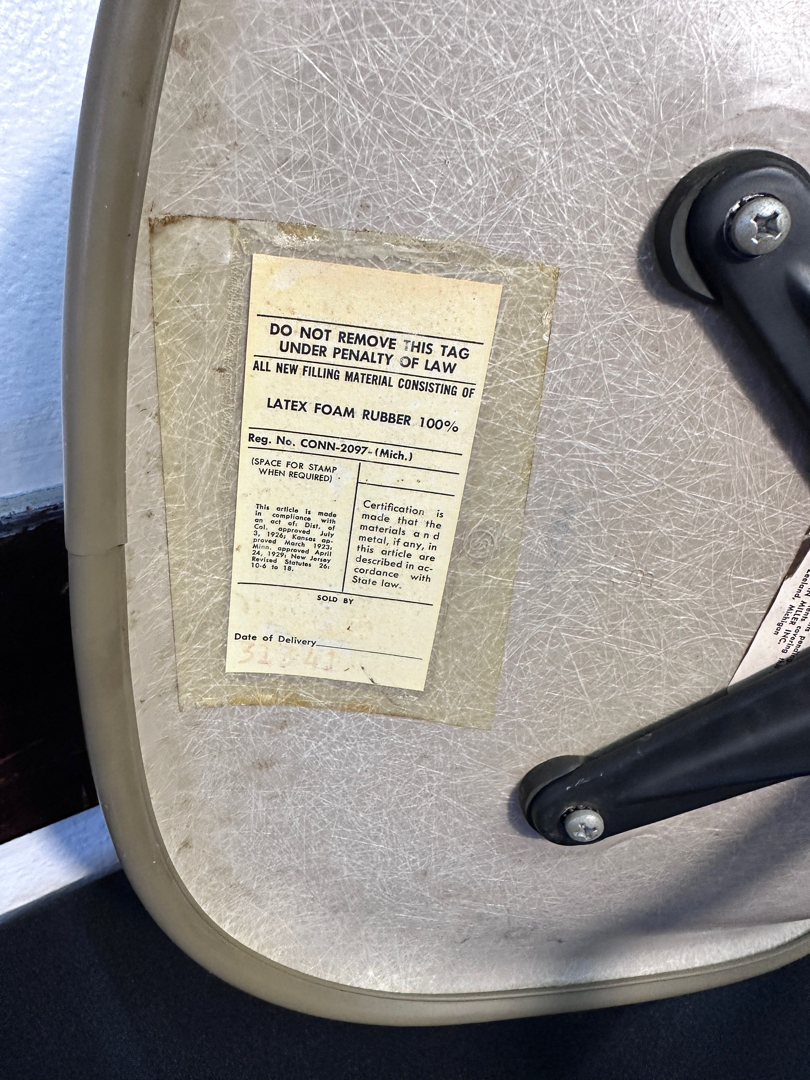 DO NOT REMOVE THIS TAG
UNDER PENALTY OF LAW
ALL NEW FILLING MATERIAL CONSISTING OF
LATEX FOAM RUBBER 100%
Reg. No. CONN-2097-(Mich.)
(SPACE FOR STAMP
WHEN REQUIRED)
This article is made
in compliance with
an act of: Dist. of
Col. approved July
3, 1926; Kansas ap-
proved March 1923;
Minn. approved April
24, 1929; New Jersey
Revised Statutes 26:
10-6 to 18.
Certification is
made that the
materials and
metal, if any, in
this article are
described in ac-
cordance with
State law.
SOLD BY
Date of Delivery
MILLER INC.
Zeeland, Michigan